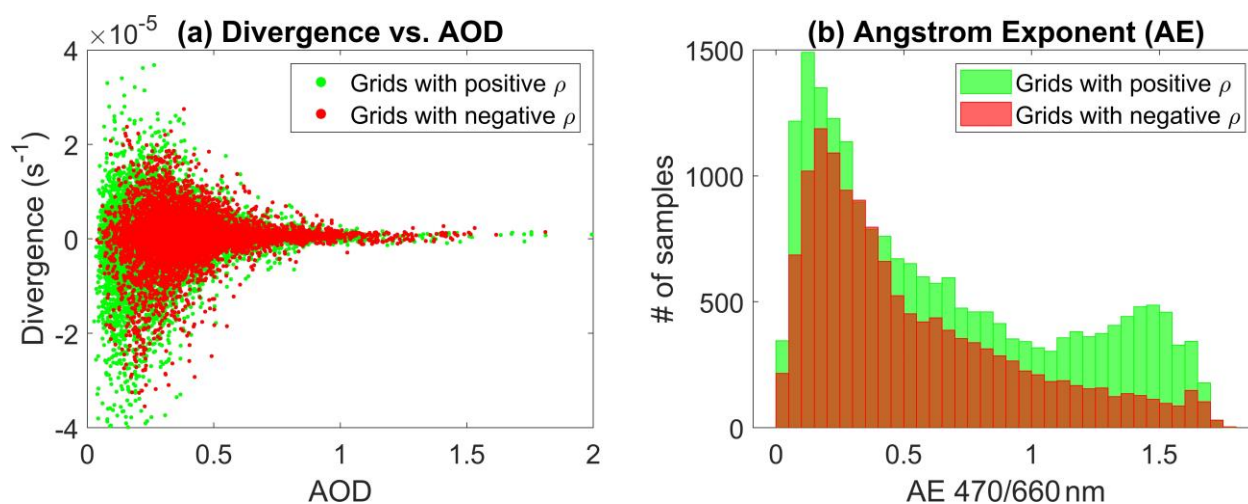 (a) Divergence vs. AOD
×10⁻⁵
4
2
0
-2
-4
Divergence (s⁻¹)
Grids with positive ρ
Grids with negative ρ
0 0.5 1 1.5 2
AOD
(b) Angstrom Exponent (AE)
1500
1000
500
0
# of samples
Grids with positive ρ
Grids with negative ρ
0 0.5 1 1.5
AE 470/660 nm